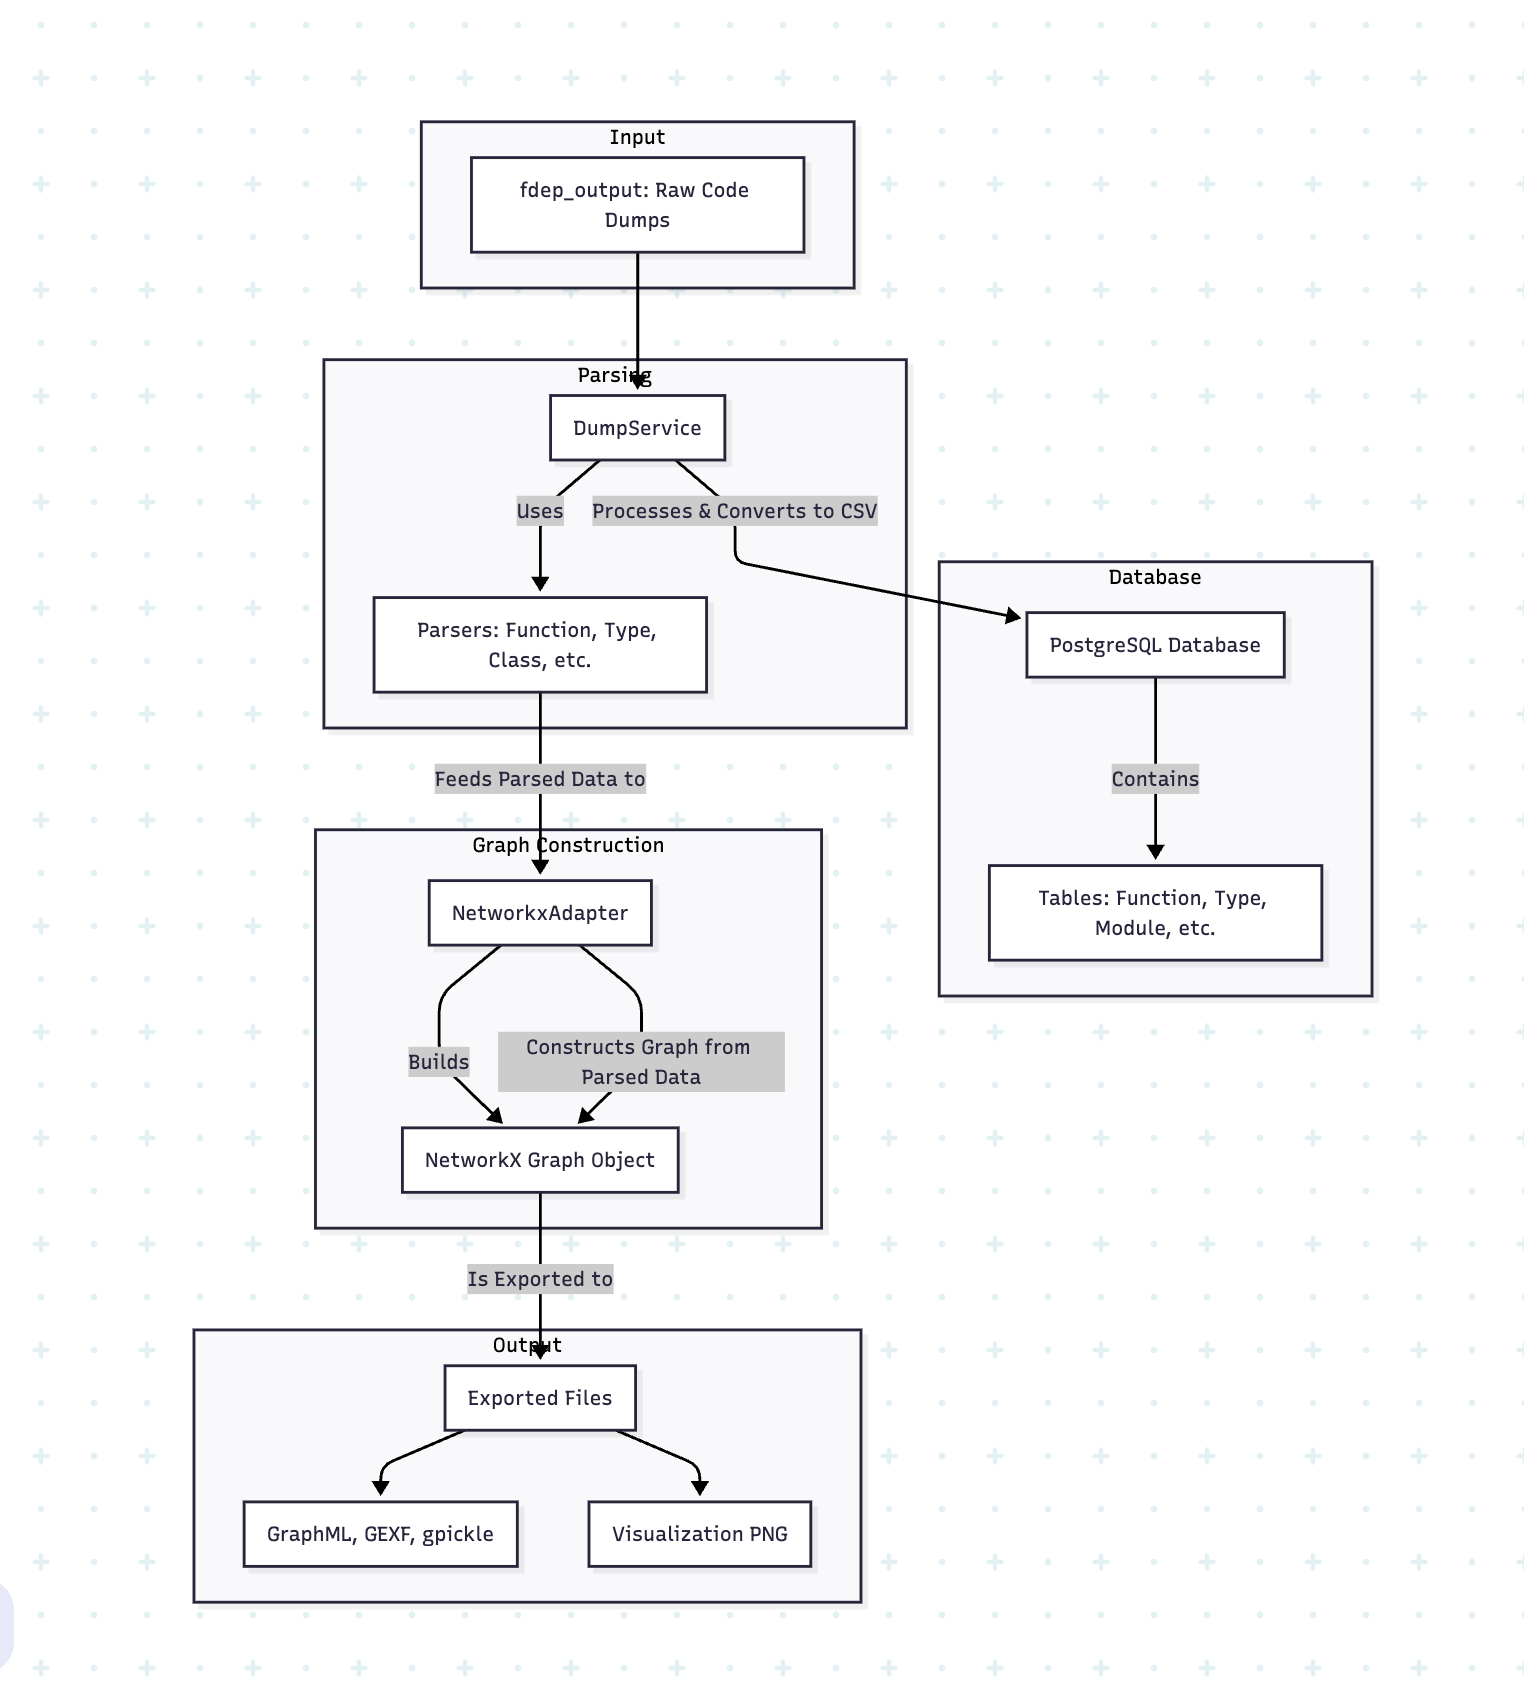 Input
fdep_output: Raw Code
Dumps
Parsing
DumpService
Uses
Processes & Converts to CSV
Parsers: Function, Type,
Class, etc.
Database
PostgreSQL Database
Contains
Tables: Function, Type,
Module, etc.
Feeds Parsed Data to
Graph Construction
NetworkxAdapter
Builds
Constructs Graph from
Parsed Data
NetworkX Graph Object
Is Exported to
Output
Exported Files
GraphML, GEXF, gpickle
Visualization PNG